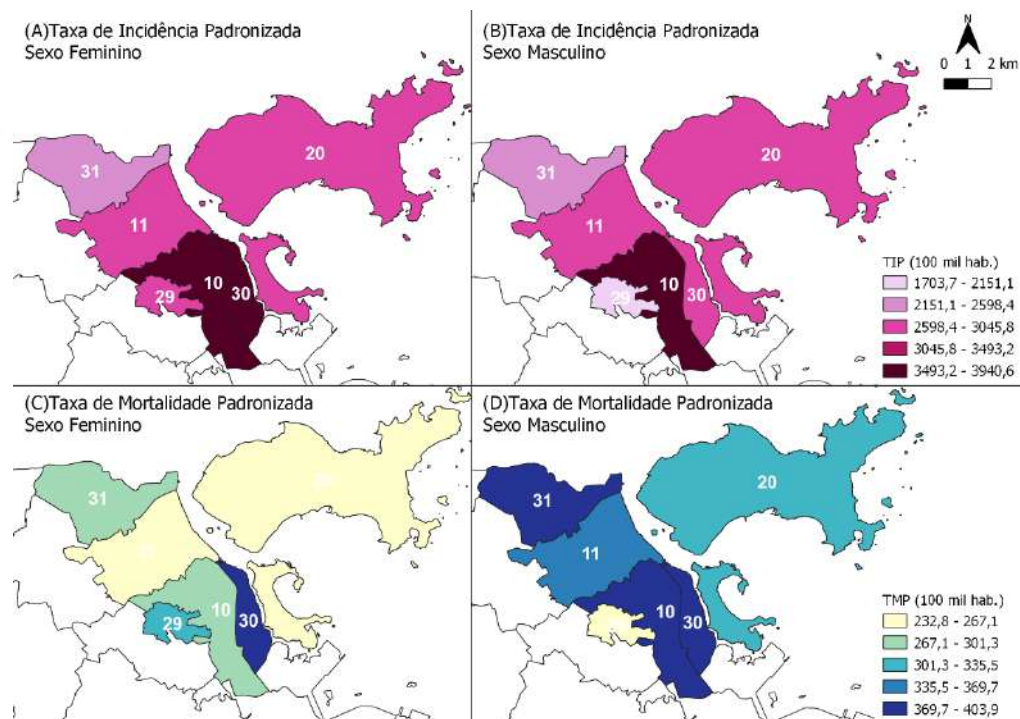 (A)Taxa de Incidência Padronizada
Sexo Feminino
31
20
11
10
29
30
(B)Taxa de Incidência Padronizada
Sexo Masculino
N
0 1 2 km
31
20
11
10
29
30
TIP (100 mil hab.)
1703,7 - 2151,1
2151,1 - 2598,4
2598,4 - 3045,8
3045,8 - 3493,2
3493,2 - 3940,6
(C)Taxa de Mortalidade Padronizada
Sexo Feminino
31
10
29
30
(D)Taxa de Mortalidade Padronizada
Sexo Masculino
31
20
11
10
30
TMP (100 mil hab.)
232,8 - 267,1
267,1 - 301,3
301,3 - 335,5
335,5 - 369,7
369,7 - 403,9